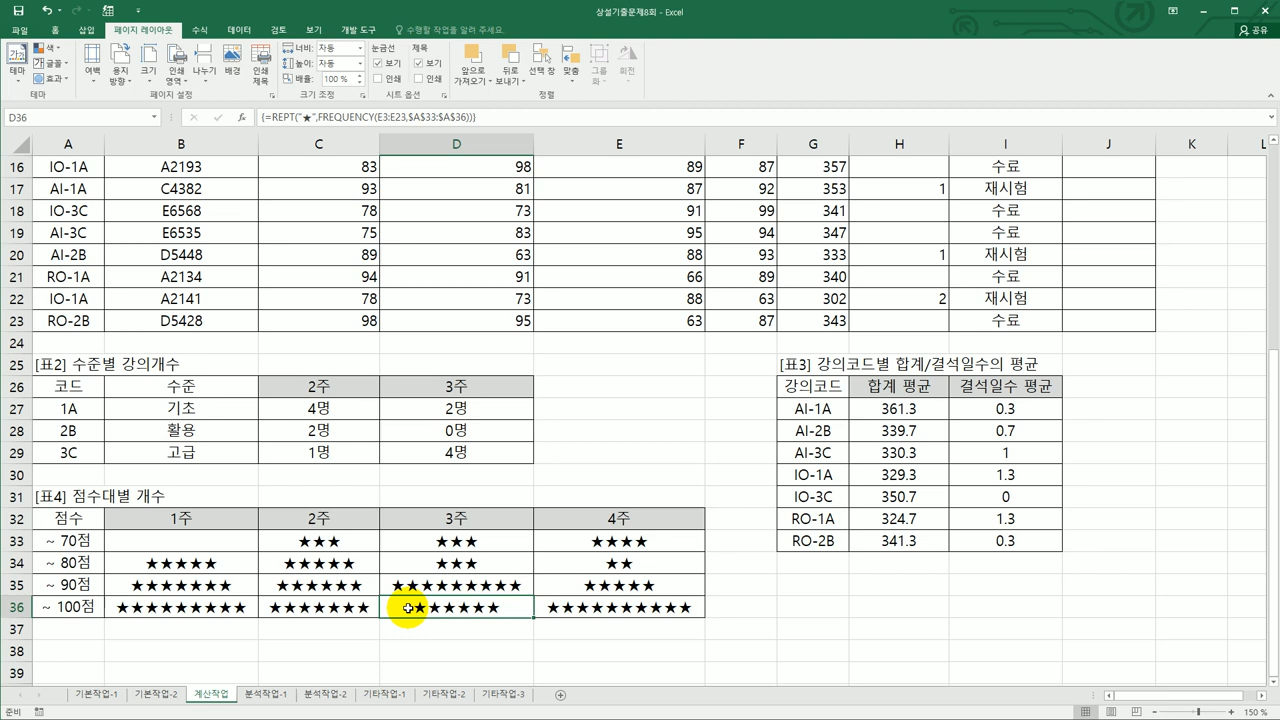 상설기출문제8회 - Excel
파일 홈 삽입 페이지 레이아웃 수식 데이터 검토 보기 개발 도구 수행할 작업을 알려 주세요. 공유
테마 색 글꼴 효과 여백 용지 방향 크기 인쇄 영역 나누기 배경 인쇄 제목 너비: 자동 높이: 자동 배율: 100 % 눈금선 보기 인쇄 제목 보기 인쇄 앞으로 가져오기 뒤로 보내기 선택 창 맞춤 그룹화 회전
테마 페이지 설정 크기 조정 시트 옵션 정렬
D36 fx {=REPT("★",FREQUENCY(E3:E23,$A$33:$A$36))}
A B C D E F G H I J K L
16 IO-1A A2193 83 98 89 87 357 수료
17 AI-1A C4382 93 81 87 92 353 1 재시험
18 IO-3C E6568 78 73 91 99 341 수료
19 AI-3C E6535 75 83 95 94 347 수료
20 AI-2B D5448 89 63 88 93 333 1 재시험
21 RO-1A A2134 94 91 66 89 340 수료
22 IO-1A A2141 78 73 88 63 302 2 재시험
23 RO-2B D5428 98 95 63 87 343 수료
24
25 [표2] 수준별 강의개수 [표3] 강의코드별 합계/결석일수의 평균
26 코드 수준 2주 3주 강의코드 합계 평균 결석일수 평균
27 1A 기초 4명 2명 AI-1A 361.3 0.3
28 2B 활용 2명 0명 AI-2B 339.7 0.7
29 3C 고급 1명 4명 AI-3C 330.3 1
30 IO-1A 329.3 1.3
31 [표4] 점수대별 개수 IO-3C 350.7 0
32 점수 1주 2주 3주 4주 RO-1A 324.7 1.3
33 ~ 70점 ★★★ ★★★ ★★★★ RO-2B 341.3 0.3
34 ~ 80점 ★★★★★ ★★★★★ ★★★ ★★
35 ~ 90점 ★★★★★★★ ★★★★★★ ★★★★★★★★★ ★★★★★
36 ~ 100점 ★★★★★★★★★ ★★★★★★★ ★★★★★★ ★★★★★★★★★★
37
38
39
기본작업-1 기본작업-2 계산작업 분석작업-1 분석작업-2 기타작업-1 기타작업-2 기타작업-3
준비 150 %